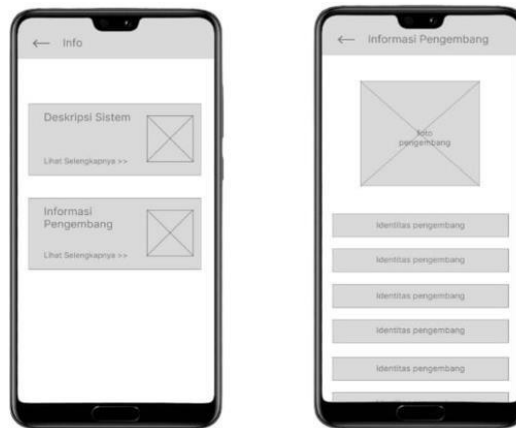 Info
Deskripsi Sistem
Lihat Selengkapnya >>
Informasi
Pengembang
Lihat Selengkapnya >>
Informasi Pengembang
foto
pengembang
Identitas pengembang
Identitas pengembang
Identitas pengembang
Identitas pengembang
Identitas pengembang